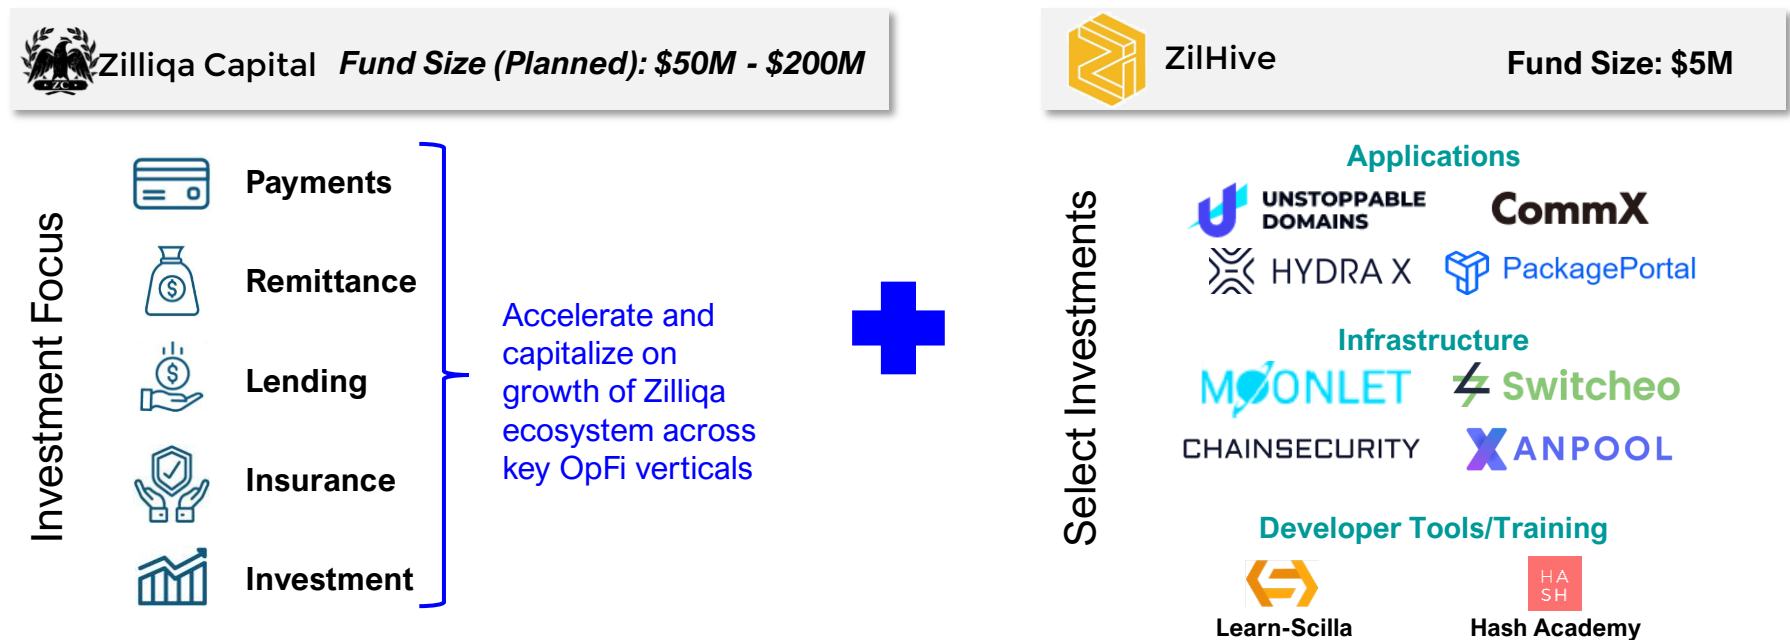 Zilliqa Capital Fund Size (Planned): $50M - $200M
ZC
Investment Focus
Payments
Remittance
Lending
Insurance
Investment
Accelerate and
capitalize on
growth of Zilliqa
ecosystem across
key OpFi verticals
ZilHive Fund Size: $5M
Select Investments
Applications
UNSTOPPABLE
DOMAINS
CommX
HYDRA X
PackagePortal
Infrastructure
MOONLET
Switcheo
CHAINSECURITY
XANPOOL
Developer Tools/Training
Learn-Scilla
HA
SH
Hash Academy